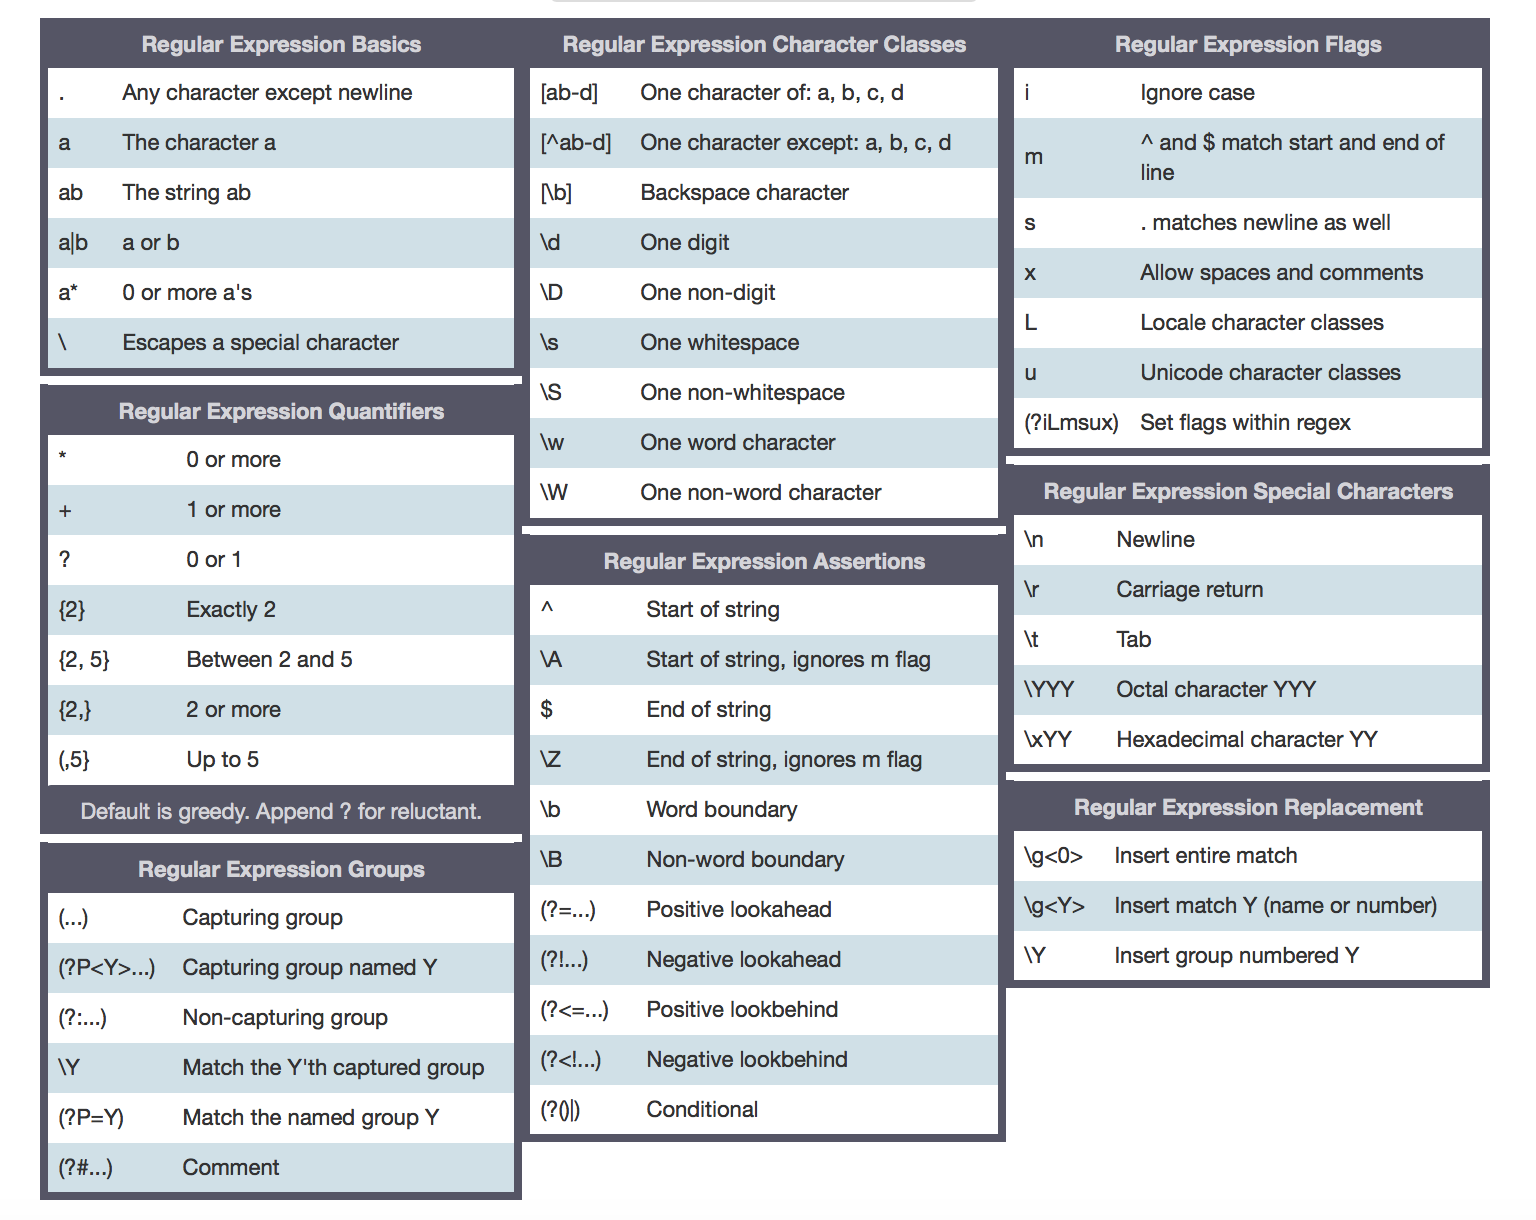 Regular Expression Basics
. Any character except newline
a The character a
ab The string ab
a|b a or b
a* 0 or more a's
\ Escapes a special character
Regular Expression Quantifiers
* 0 or more
+ 1 or more
? 0 or 1
{2} Exactly 2
{2, 5} Between 2 and 5
{2,} 2 or more
(,5} Up to 5
Default is greedy. Append ? for reluctant.
Regular Expression Groups
(...) Capturing group
(?P<Y>...) Capturing group named Y
(?:...) Non-capturing group
\Y Match the Y'th captured group
(?P=Y) Match the named group Y
(?#...) Comment
Regular Expression Character Classes
[ab-d] One character of: a, b, c, d
[^ab-d] One character except: a, b, c, d
[\b] Backspace character
\d One digit
\D One non-digit
\s One whitespace
\S One non-whitespace
\w One word character
\W One non-word character
Regular Expression Assertions
^ Start of string
\A Start of string, ignores m flag
$ End of string
\Z End of string, ignores m flag
\b Word boundary
\B Non-word boundary
(?=...) Positive lookahead
(?!...) Negative lookahead
(?<=...) Positive lookbehind
(?<!...) Negative lookbehind
(?()|) Conditional
Regular Expression Flags
i Ignore case
m ^ and $ match start and end of
line
s . matches newline as well
x Allow spaces and comments
L Locale character classes
u Unicode character classes
(?iLmsux) Set flags within regex
Regular Expression Special Characters
\n Newline
\r Carriage return
\t Tab
\YYY Octal character YYY
\xYY Hexadecimal character YY
Regular Expression Replacement
\g<0> Insert entire match
\g<Y> Insert match Y (name or number)
\Y Insert group numbered Y